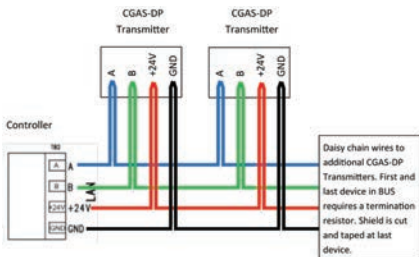 CGAS-DP
Transmitter
CGAS-DP
Transmitter
A
B
+24V
GND
A
B
+24V
GND
Controller
TB2
A A
B B
LAN
+24V +24V
GND GND
Daisy chain wires to
additional CGAS-DP
Transmitters. First and
last device in BUS
requires a termination
resistor. Shield is cut
and taped at last
device.